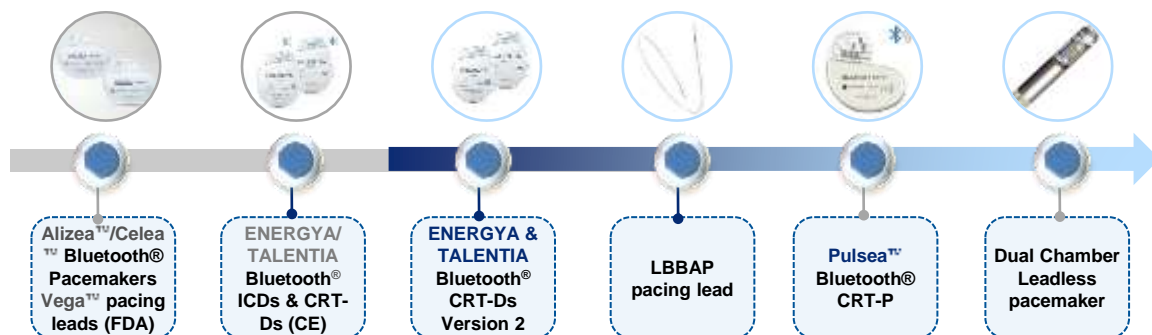 Alizea™/Celea
™ Bluetooth®
Pacemakers
Vega™ pacing
leads (FDA)
ENERGYA/
TALENTIA
Bluetooth®
ICDs & CRT-
Ds (CE)
ENERGYA &
TALENTIA
Bluetooth®
CRT-Ds
Version 2
LBBAP
pacing lead
Pulsea™
Bluetooth®
CRT-P
Dual Chamber
Leadless
pacemaker